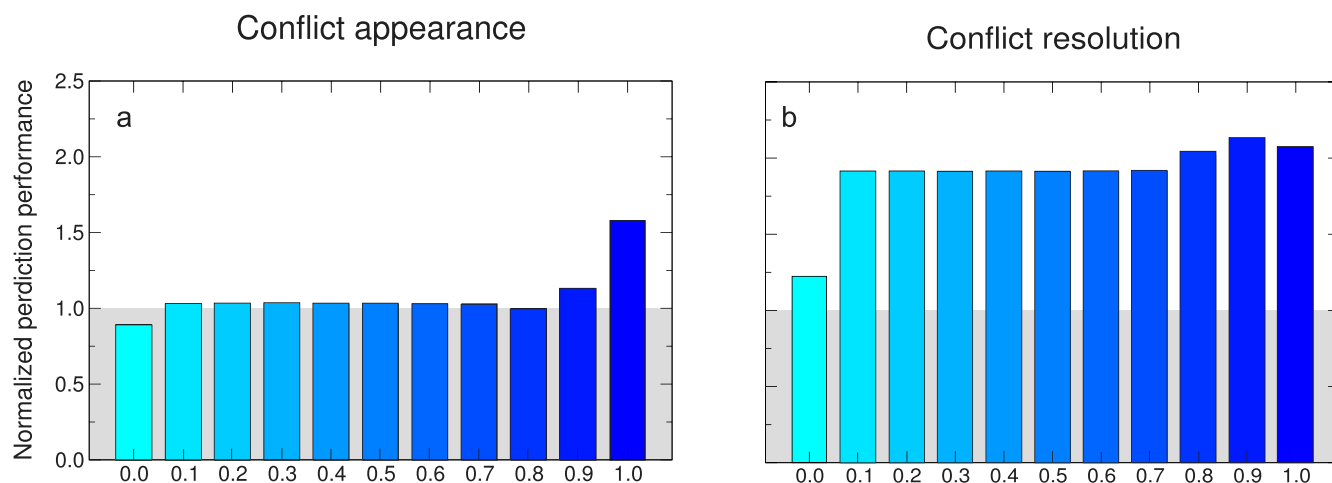 Conflict appearance
Conflict resolution
Normalized perdiction performance
2.5
2.0
1.5
1.0
0.5
0.0
a
b
0.0 0.1 0.2 0.3 0.4 0.5 0.6 0.7 0.8 0.9 1.0
0.0 0.1 0.2 0.3 0.4 0.5 0.6 0.7 0.8 0.9 1.0